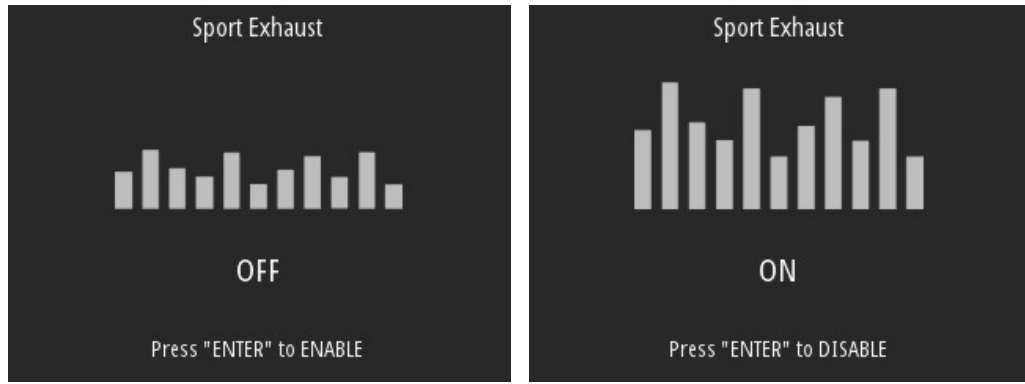 Sport Exhaust
OFF
Press "ENTER" to ENABLE
Sport Exhaust
ON
Press "ENTER" to DISABLE